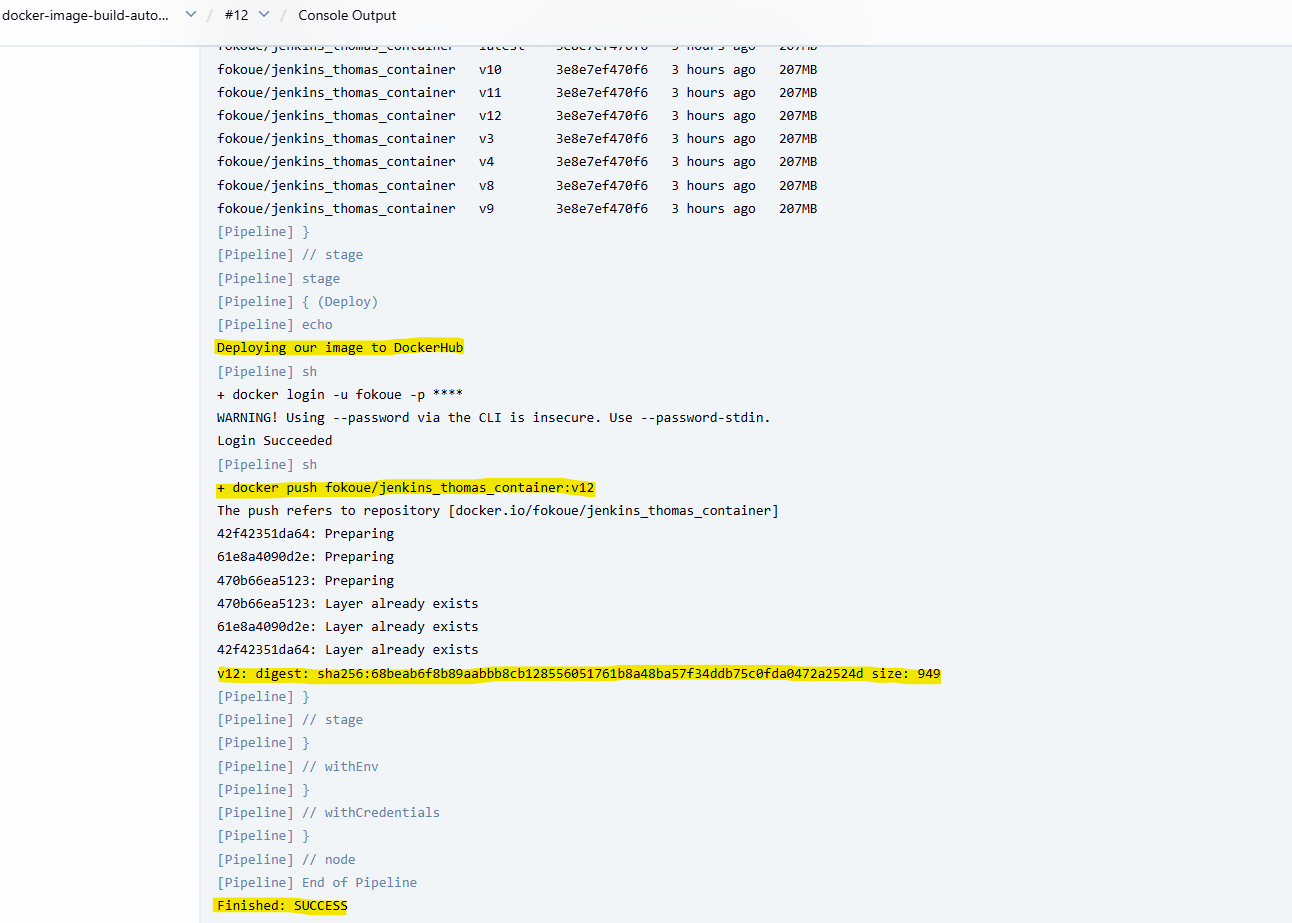 docker-image-build-auto... / #12 / Console Output
fokoue/jenkins_thomas_container latest 3e8e7ef470f6 3 hours ago 207MB
fokoue/jenkins_thomas_container v10 3e8e7ef470f6 3 hours ago 207MB
fokoue/jenkins_thomas_container v11 3e8e7ef470f6 3 hours ago 207MB
fokoue/jenkins_thomas_container v12 3e8e7ef470f6 3 hours ago 207MB
fokoue/jenkins_thomas_container v3 3e8e7ef470f6 3 hours ago 207MB
fokoue/jenkins_thomas_container v4 3e8e7ef470f6 3 hours ago 207MB
fokoue/jenkins_thomas_container v8 3e8e7ef470f6 3 hours ago 207MB
fokoue/jenkins_thomas_container v9 3e8e7ef470f6 3 hours ago 207MB
[Pipeline] }
[Pipeline] // stage
[Pipeline] stage
[Pipeline] { (Deploy)
[Pipeline] echo
Deploying our image to DockerHub
[Pipeline] sh
+ docker login -u fokoue -p ****
WARNING! Using --password via the CLI is insecure. Use --password-stdin.
Login Succeeded
[Pipeline] sh
+ docker push fokoue/jenkins_thomas_container:v12
The push refers to repository [docker.io/fokoue/jenkins_thomas_container]
42f42351da64: Preparing
61e8a4090d2e: Preparing
470b66ea5123: Preparing
470b66ea5123: Layer already exists
61e8a4090d2e: Layer already exists
42f42351da64: Layer already exists
v12: digest: sha256:68beab6f8b89aabbb8cb128556051761b8a48ba57f34ddb75c0fda0472a2524d size: 949
[Pipeline] }
[Pipeline] // stage
[Pipeline] }
[Pipeline] // withEnv
[Pipeline] }
[Pipeline] // withCredentials
[Pipeline] }
[Pipeline] // node
[Pipeline] End of Pipeline
Finished: SUCCESS